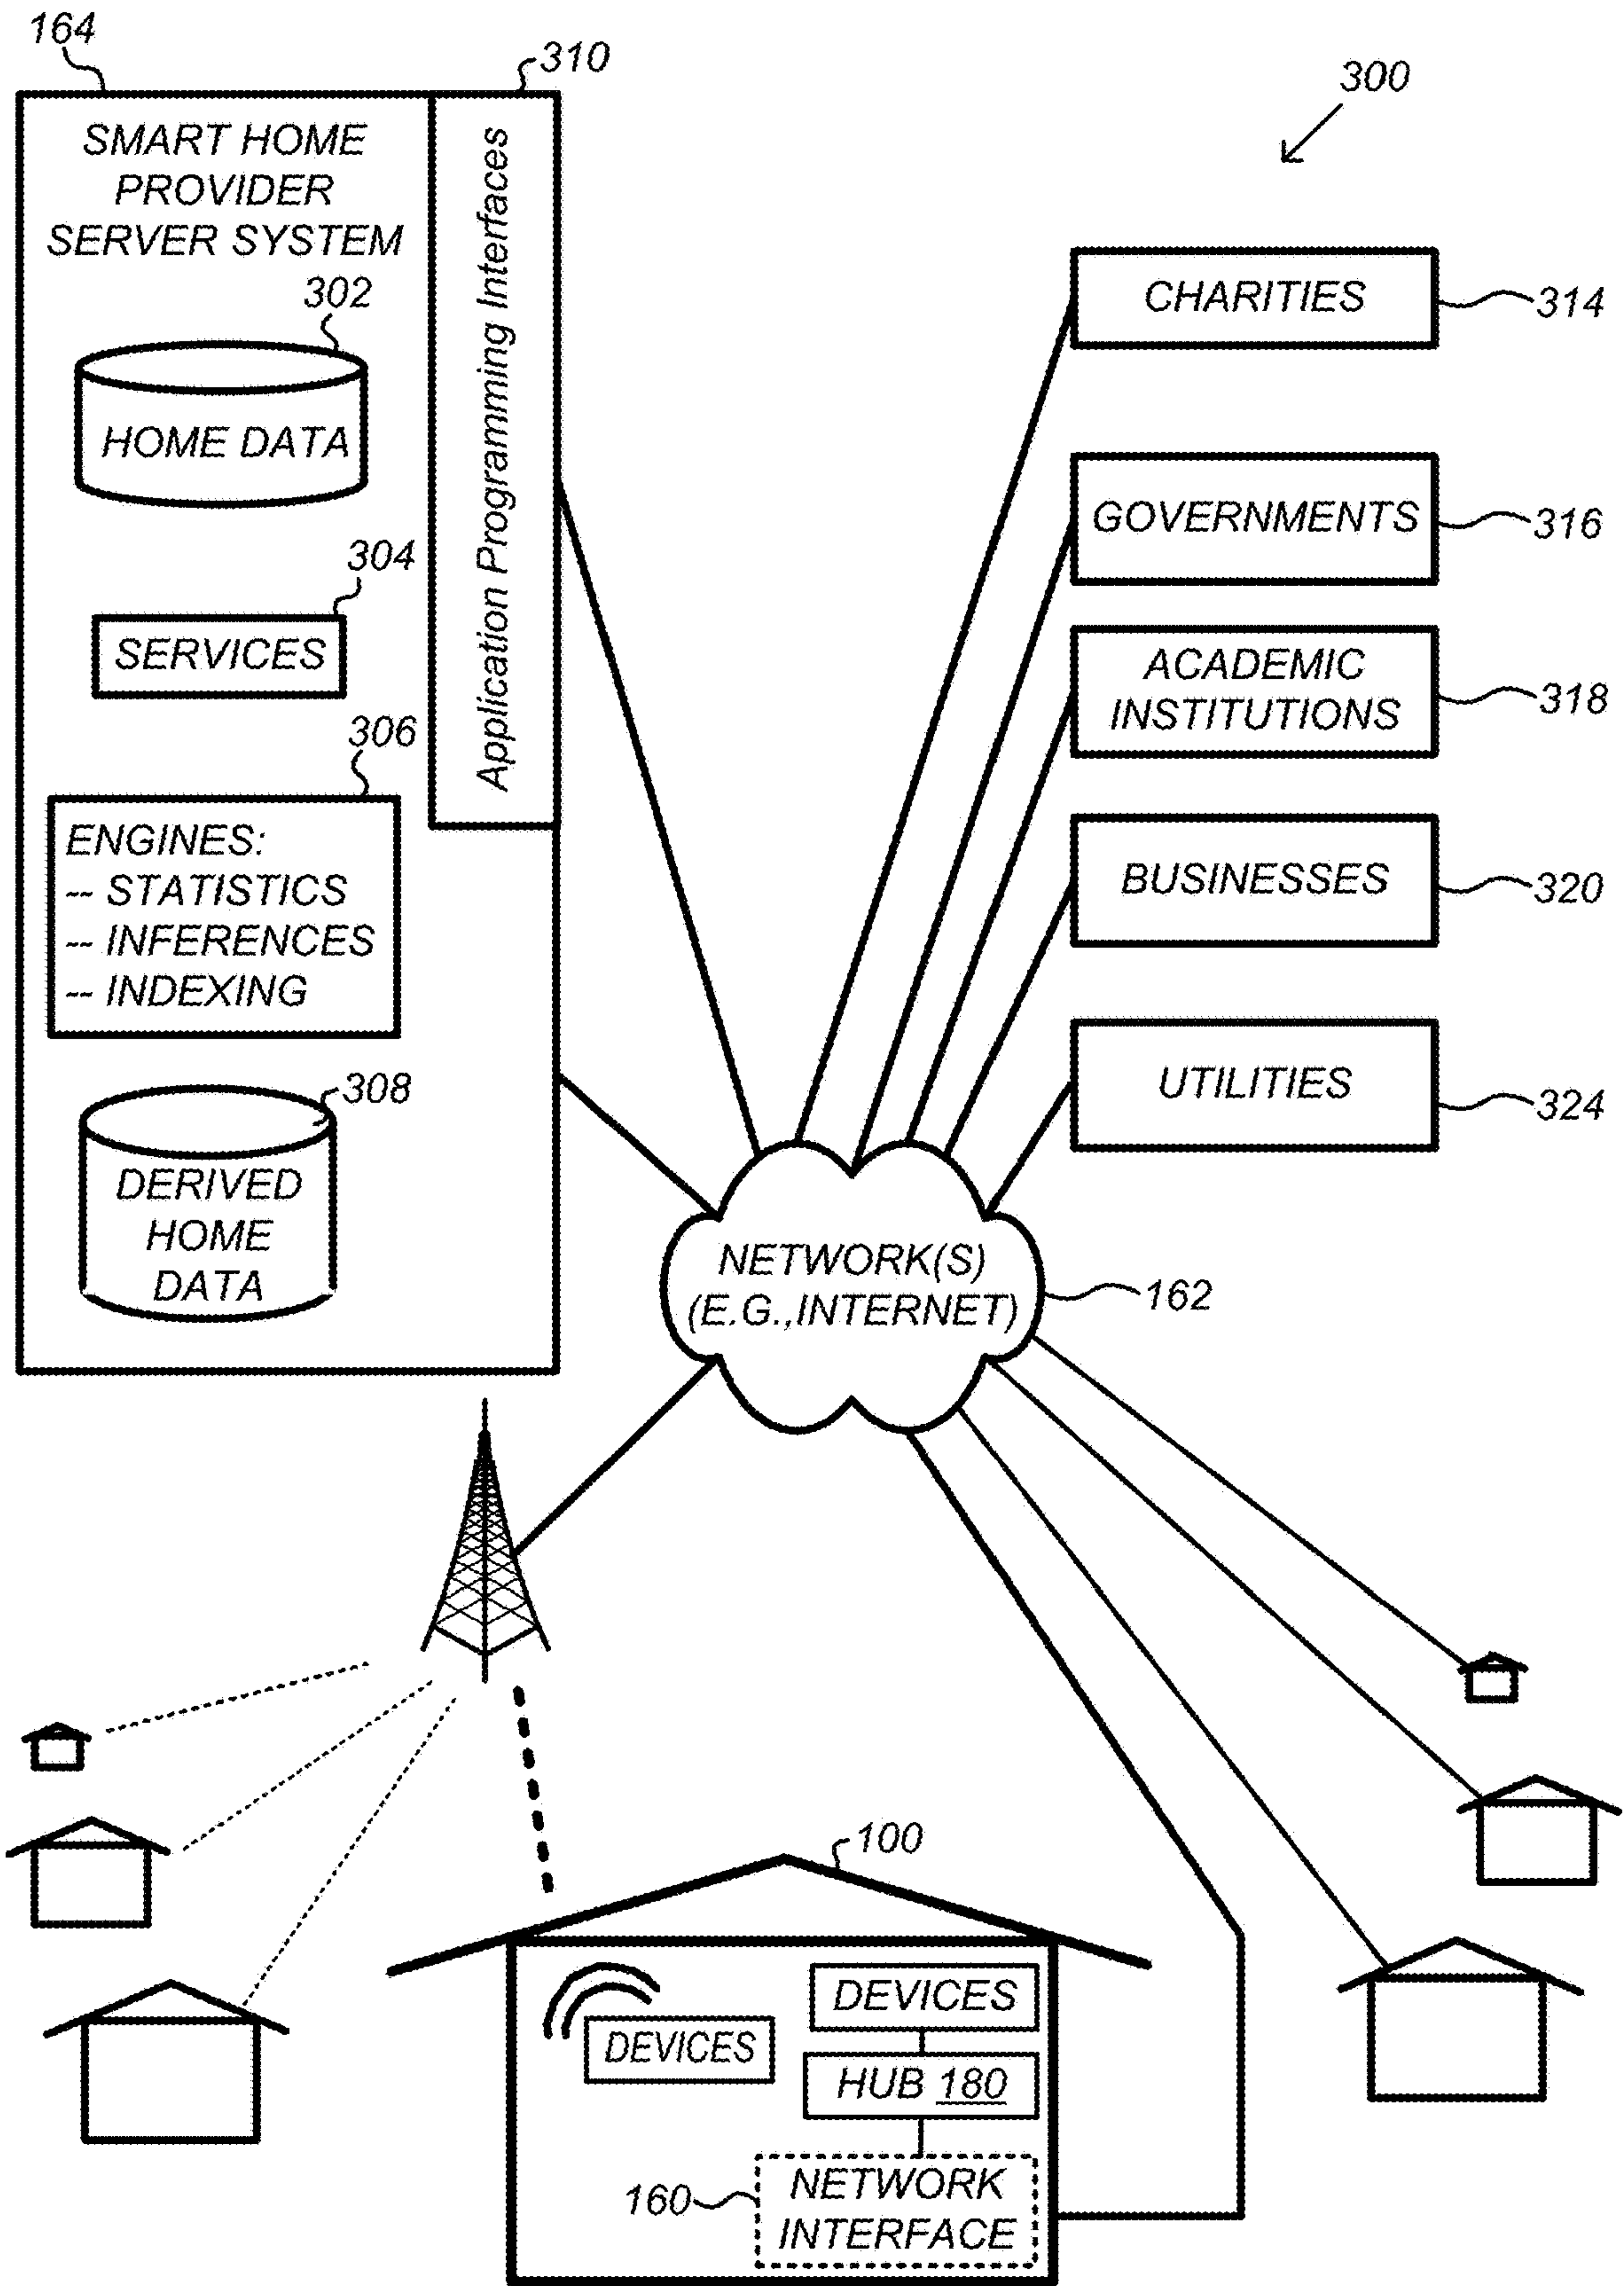 164
310
300
SMART HOME
PROVIDER
SERVER SYSTEM
Application Programming Interfaces
302
HOME DATA
304
SERVICES
306
ENGINES:
-- STATISTICS
-- INFERENCES
-- INDEXING
308
DERIVED
HOME
DATA
CHARITIES
314
GOVERNMENTS
316
ACADEMIC
INSTITUTIONS
318
BUSINESSES
320
UTILITIES
324
NETWORK(S)
(E.G.,INTERNET)
162
100
DEVICES
DEVICES
HUB 180
160
NETWORK
INTERFACE